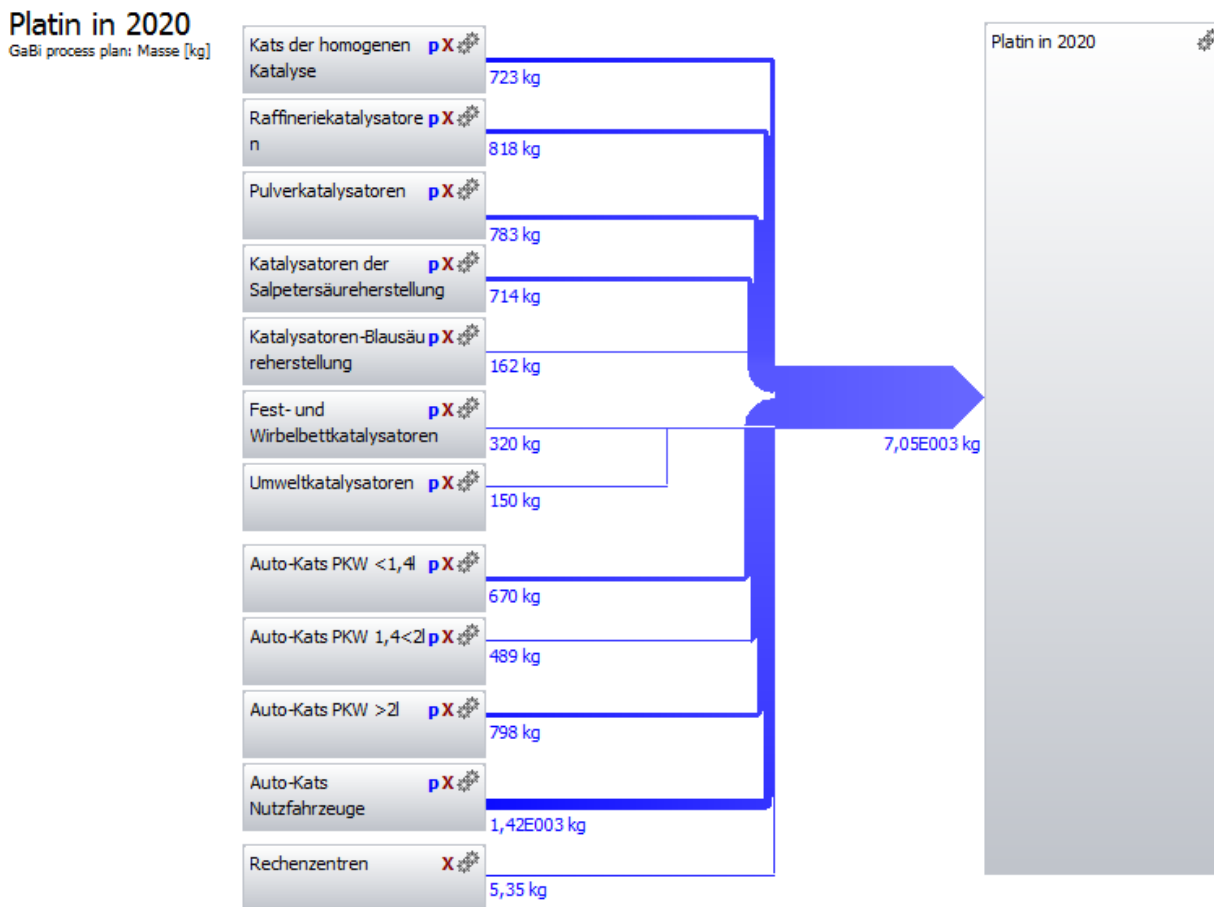 Platin in 2020
GaBi process plan: Masse [kg]
Kats der homogenen p X
Katalyse
723 kg
Raffineriekatalysatore p X
n
818 kg
Pulverkatalysatoren p X
783 kg
Katalysatoren der p X
Salpetersäureherstellung
714 kg
Katalysatoren-Blausäu p X
reherstellung
162 kg
Fest- und p X
Wirbelbettkatalysatoren
320 kg
Umweltkatalysatoren p X
150 kg
Auto-Kats PKW <1,4l p X
670 kg
Auto-Kats PKW 1,4<2l p X
489 kg
Auto-Kats PKW >2l p X
798 kg
Auto-Kats p X
Nutzfahrzeuge
1,42E003 kg
Rechenzentren X
5,35 kg
7,05E003 kg
Platin in 2020